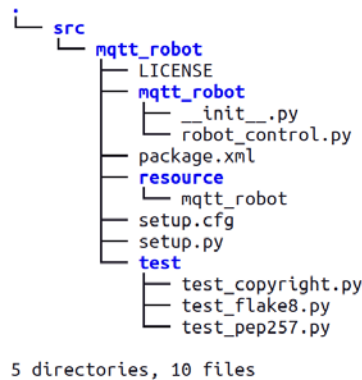 .
└── src
    └── mqtt_robot
        ├── LICENSE
        ├── mqtt_robot
        │   ├── __init__.py
        │   └── robot_control.py
        ├── package.xml
        ├── resource
        │   └── mqtt_robot
        ├── setup.cfg
        ├── setup.py
        └── test
            ├── test_copyright.py
            ├── test_flake8.py
            └── test_pep257.py

5 directories, 10 files